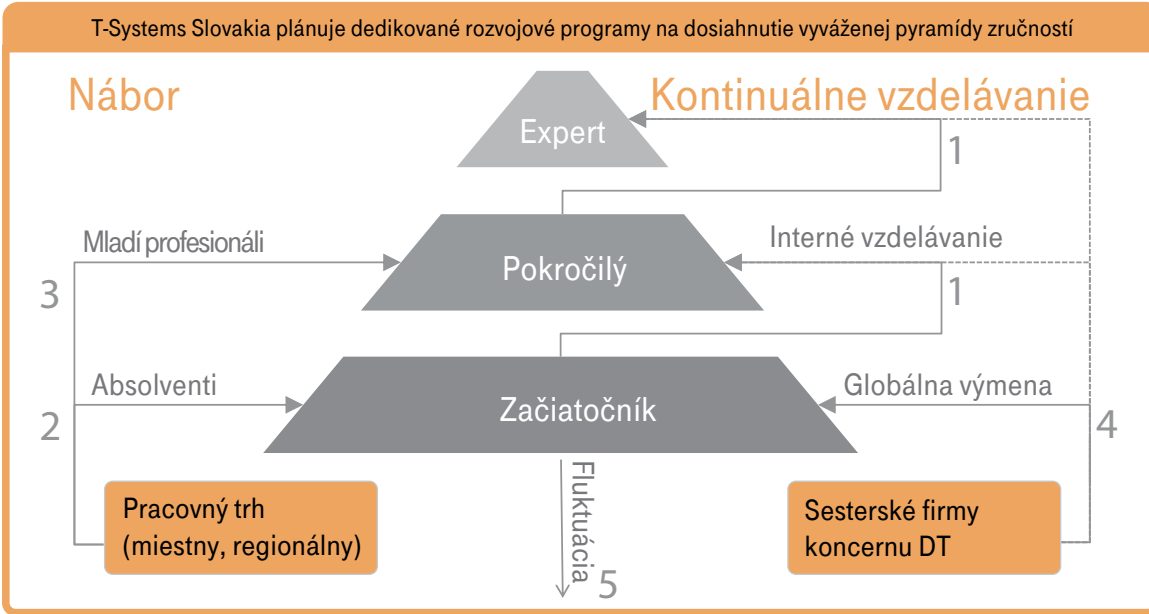 T-Systems Slovakia plánuje dedikované rozvojové programy na dosiahnutie vyváženej pyramídy zručností
Nábor
Kontinuálne vzdelávanie
Expert
1
Mladí profesionáli
Interné vzdelávanie
Pokročilý
3
1
Absolventi
Globálna výmena
Začiatočník
2
4
Pracovný trh
(miestny, regionálny)
Fluktuácia
5
Sesterské firmy
koncernu DT